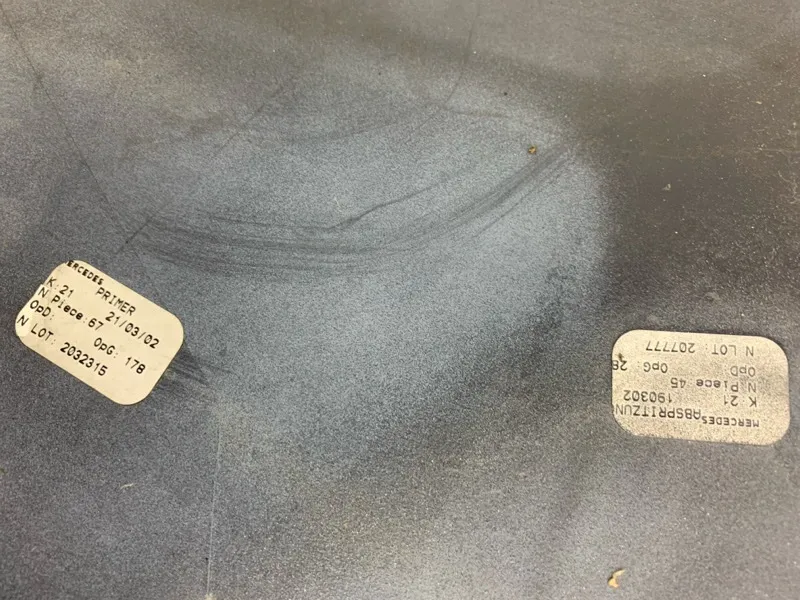 ERCEDES PRIMER
K:21 21/03/02
N Piece:67
OpD: OpG: 178
N LOT: 2032315
MERCEDES ABSPRITZUN
K:21 190302
N Piece:45
OpD: OpG: 28
N LOT: 207777